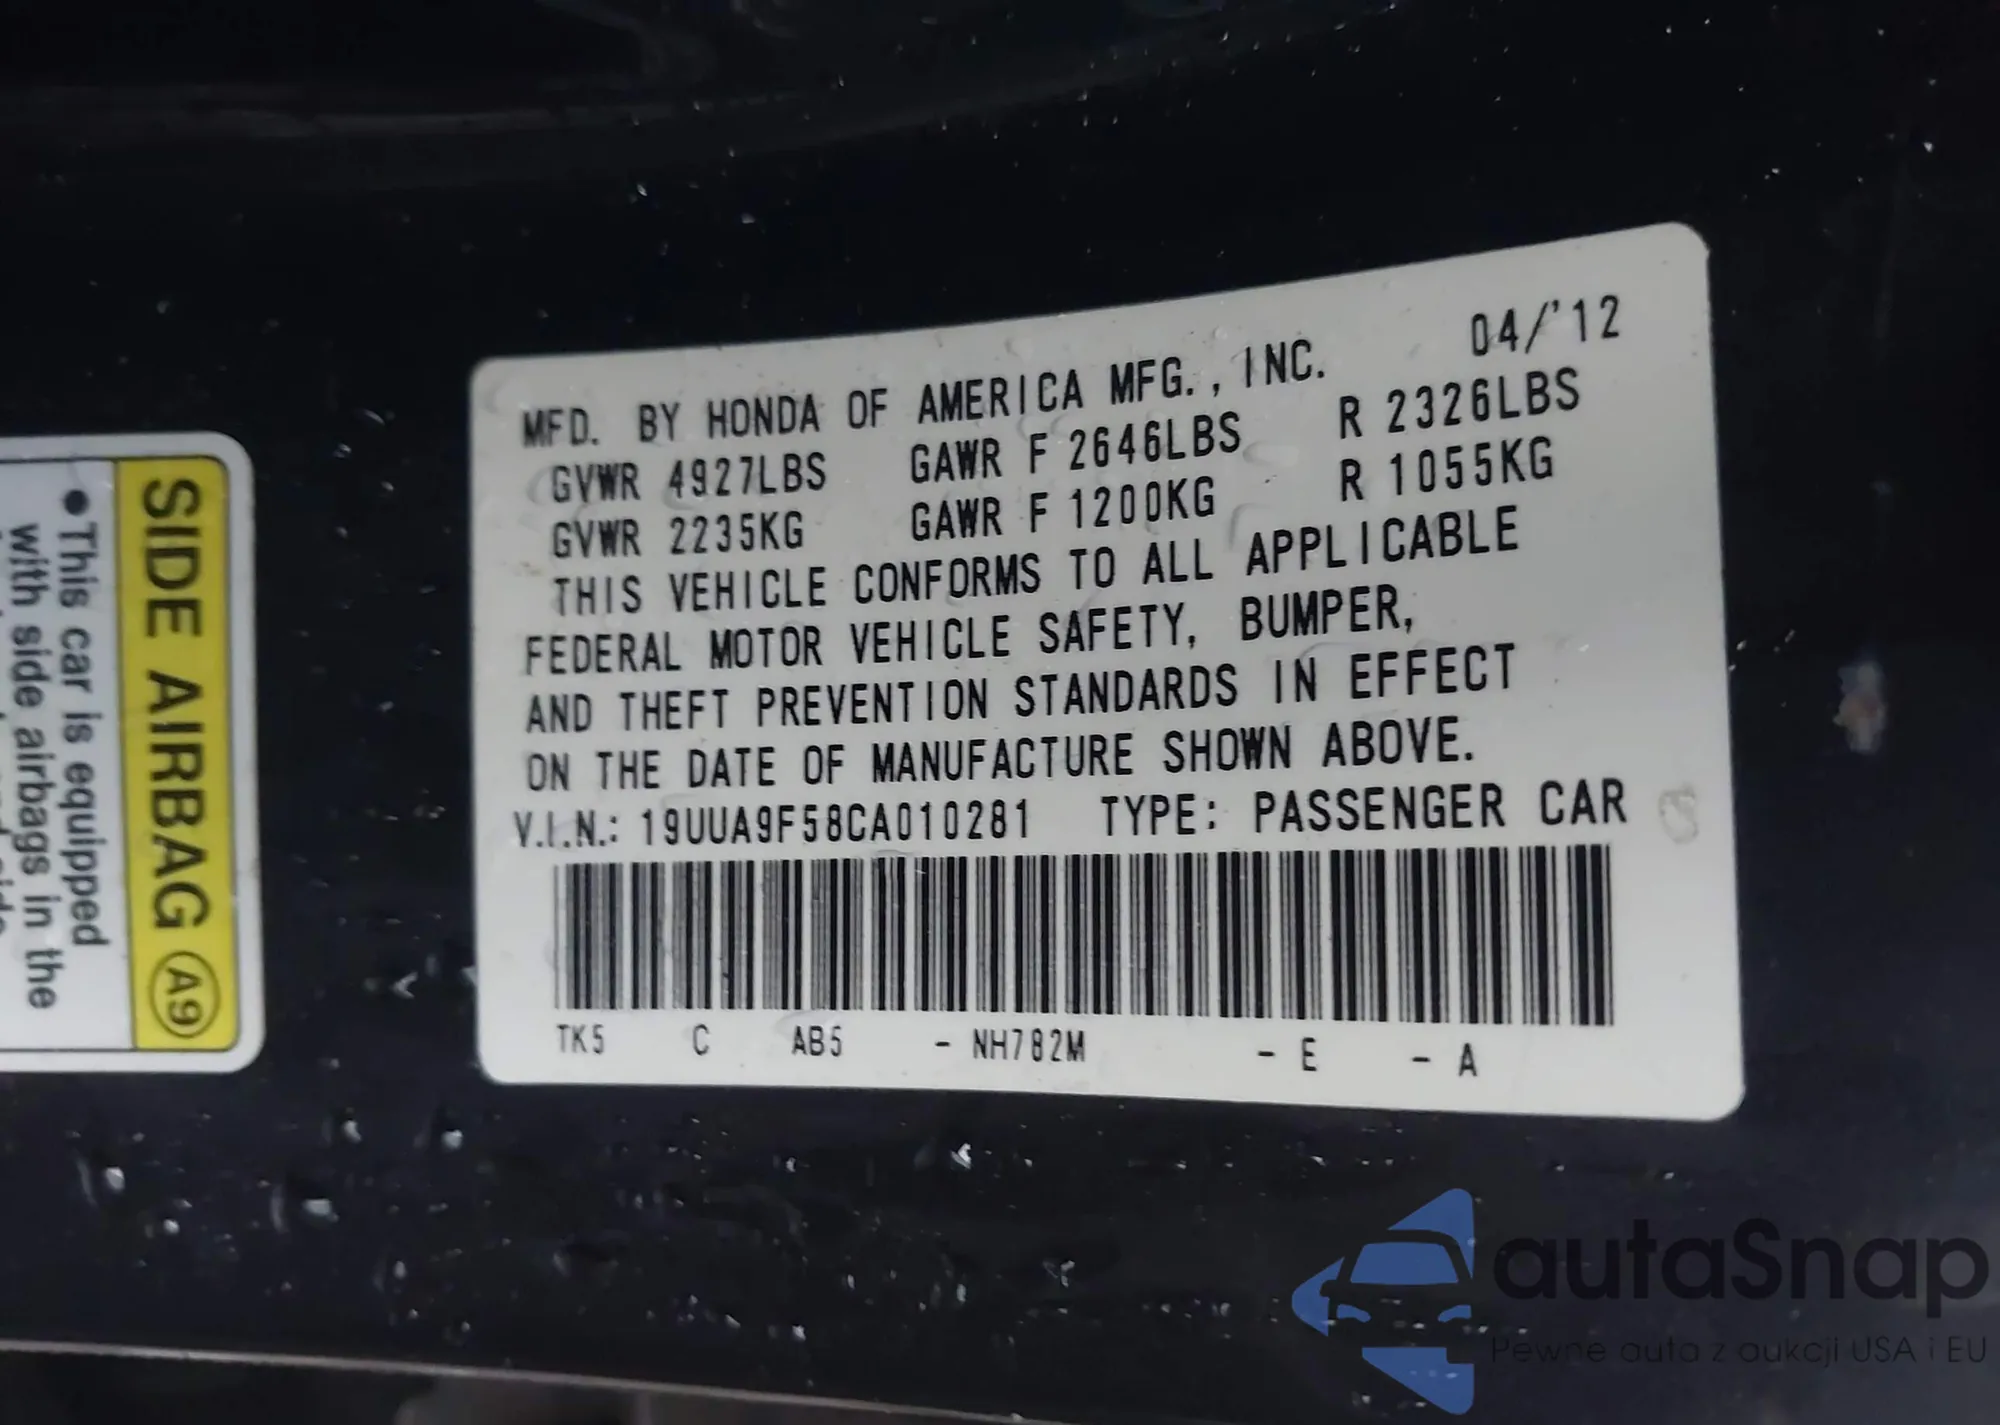 04/'12
MFD. BY HONDA OF AMERICA MFG., INC.
GVWR 4927LBS GAWR F 2646LBS R 2326LBS
GVWR 2235KG GAWR F 1200KG R 1055KG
THIS VEHICLE CONFORMS TO ALL APPLICABLE
FEDERAL MOTOR VEHICLE SAFETY, BUMPER,
AND THEFT PREVENTION STANDARDS IN EFFECT
ON THE DATE OF MANUFACTURE SHOWN ABOVE.
V.I.N.: 19UUA9F58CA010281 TYPE: PASSENGER CAR
TK5 C AB5 - NH782M - E - A
SIDE AIRBAG A9
•This car is equipped
with side airbags in the
autaSnap
Pewne auta z aukcji USA i EU